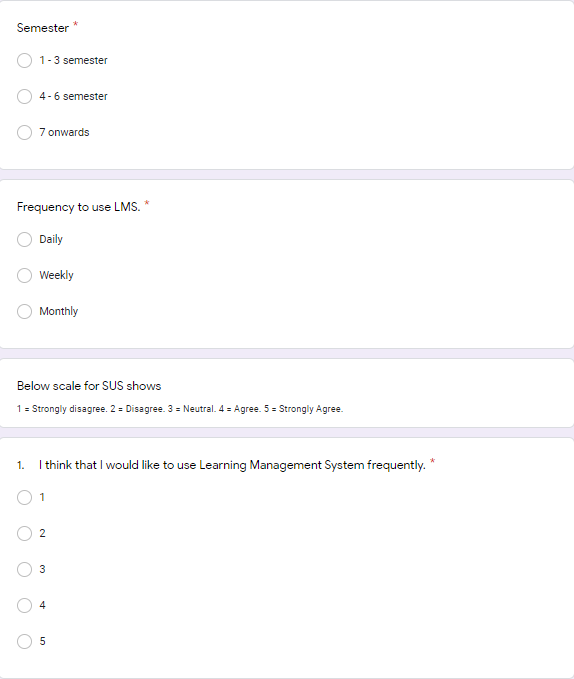 Semester *
1 - 3 semester
4 - 6 semester
7 onwards
Frequency to use LMS. *
Daily
Weekly
Monthly
Below scale for SUS shows
1 = Strongly disagree. 2 = Disagree. 3 = Neutral. 4 = Agree. 5 = Strongly Agree.
1. I think that I would like to use Learning Management System frequently. *
1
2
3
4
5